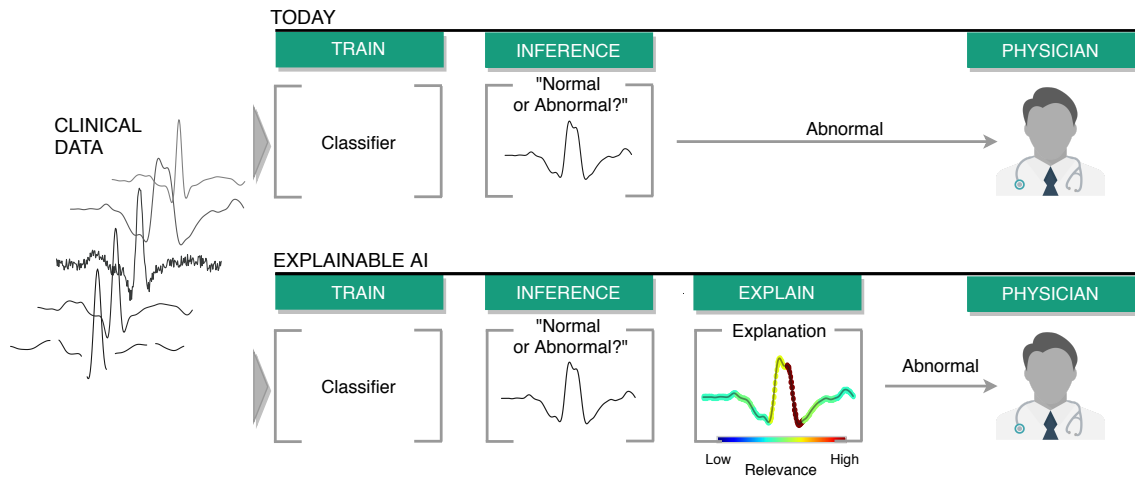 TODAY
TRAIN
INFERENCE
PHYSICIAN
CLINICAL
DATA
Classifier
"Normal
or Abnormal?"
Abnormal
EXPLAINABLE AI
TRAIN
INFERENCE
EXPLAIN
PHYSICIAN
Classifier
"Normal
or Abnormal?"
Explanation
Low
High
Relevance
Abnormal